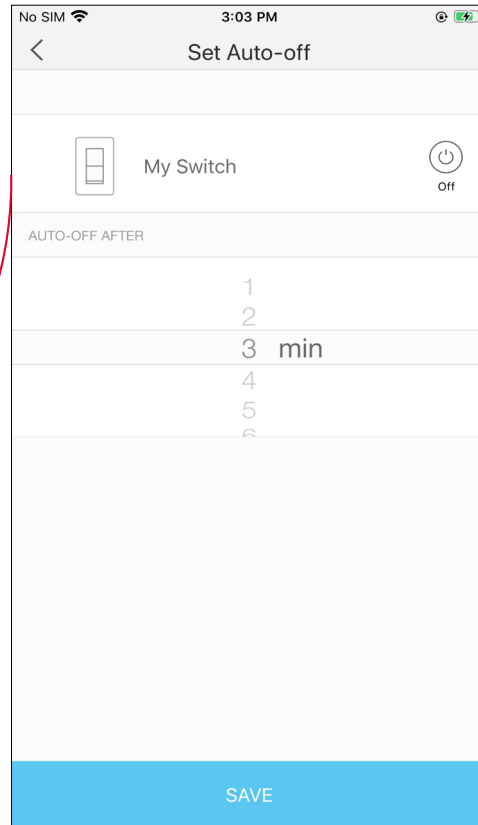 No SIM 3:03 PM
Set Auto-off
My Switch
Off
AUTO-OFF AFTER
1
2
3 min
4
5
6
SAVE